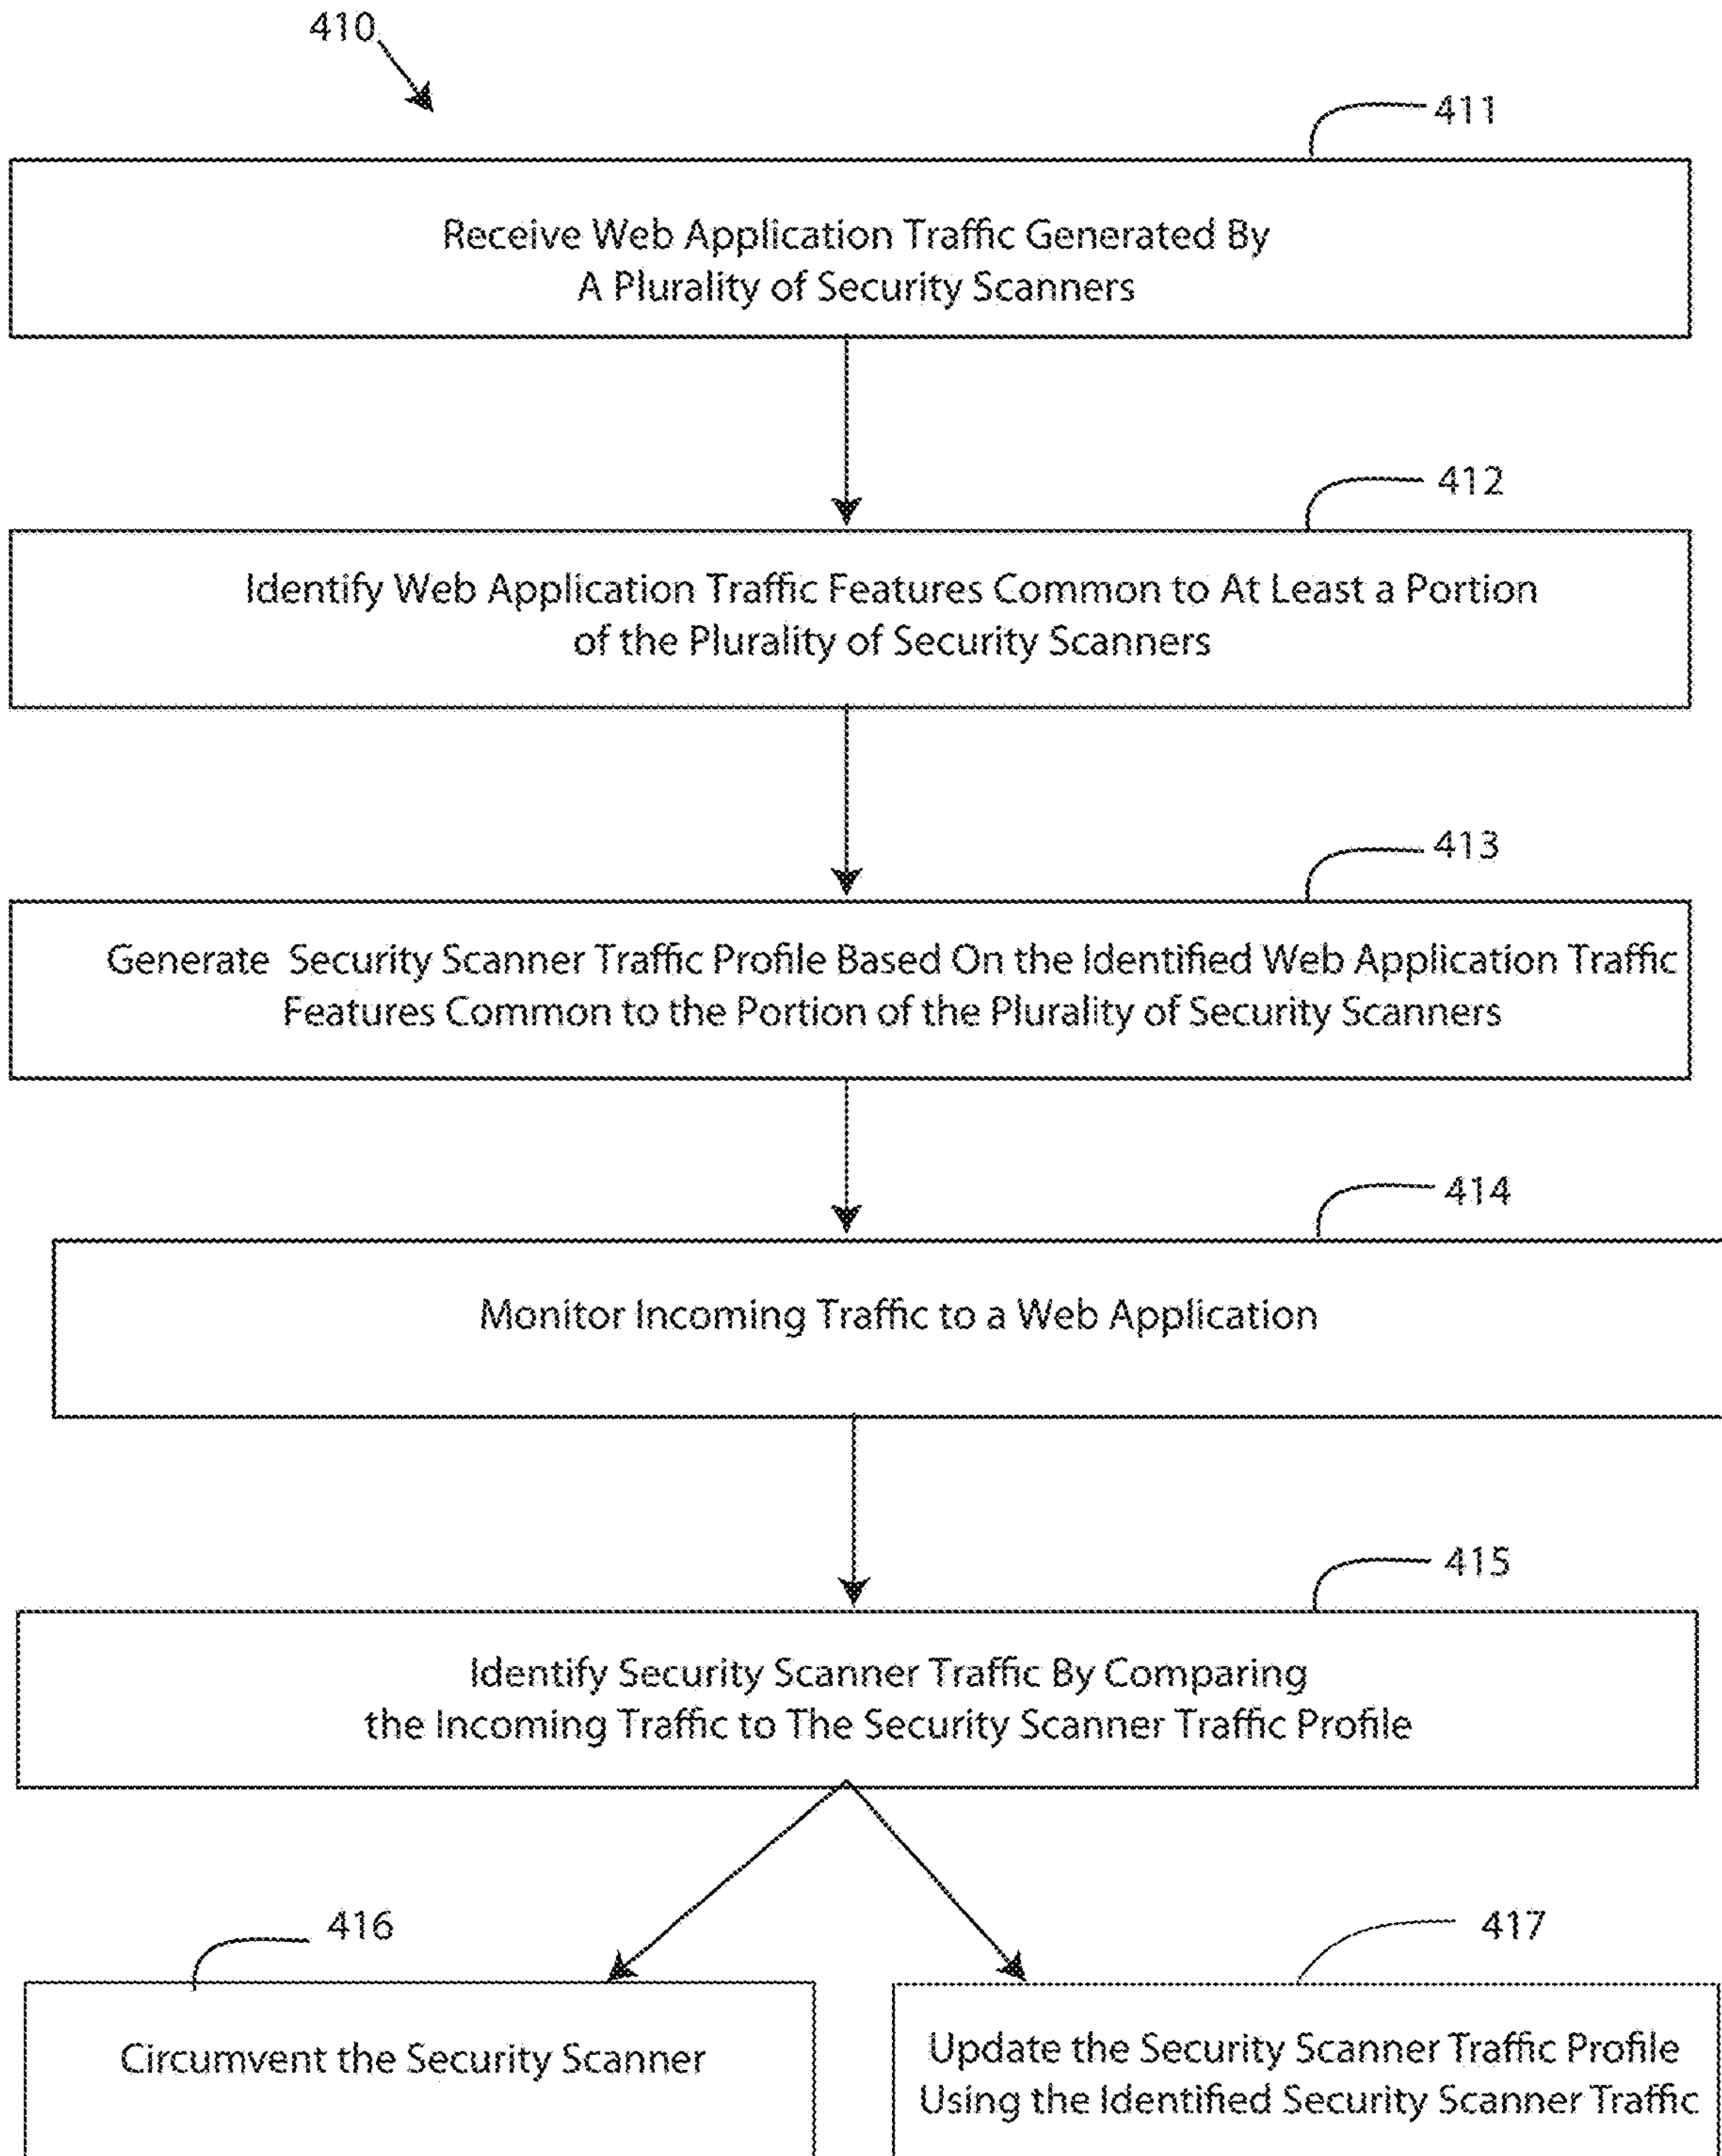 410
411
Receive Web Application Traffic Generated By
A Plurality of Security Scanners
412
Identify Web Application Traffic Features Common to At Least a Portion
of the Plurality of Security Scanners
413
Generate Security Scanner Traffic Profile Based On the Identified Web Application Traffic
Features Common to the Portion of the Plurality of Security Scanners
414
Monitor Incoming Traffic to a Web Application
415
Identify Security Scanner Traffic By Comparing
the Incoming Traffic to The Security Scanner Traffic Profile
416
Circumvent the Security Scanner
417
Update the Security Scanner Traffic Profile
Using the Identified Security Scanner Traffic